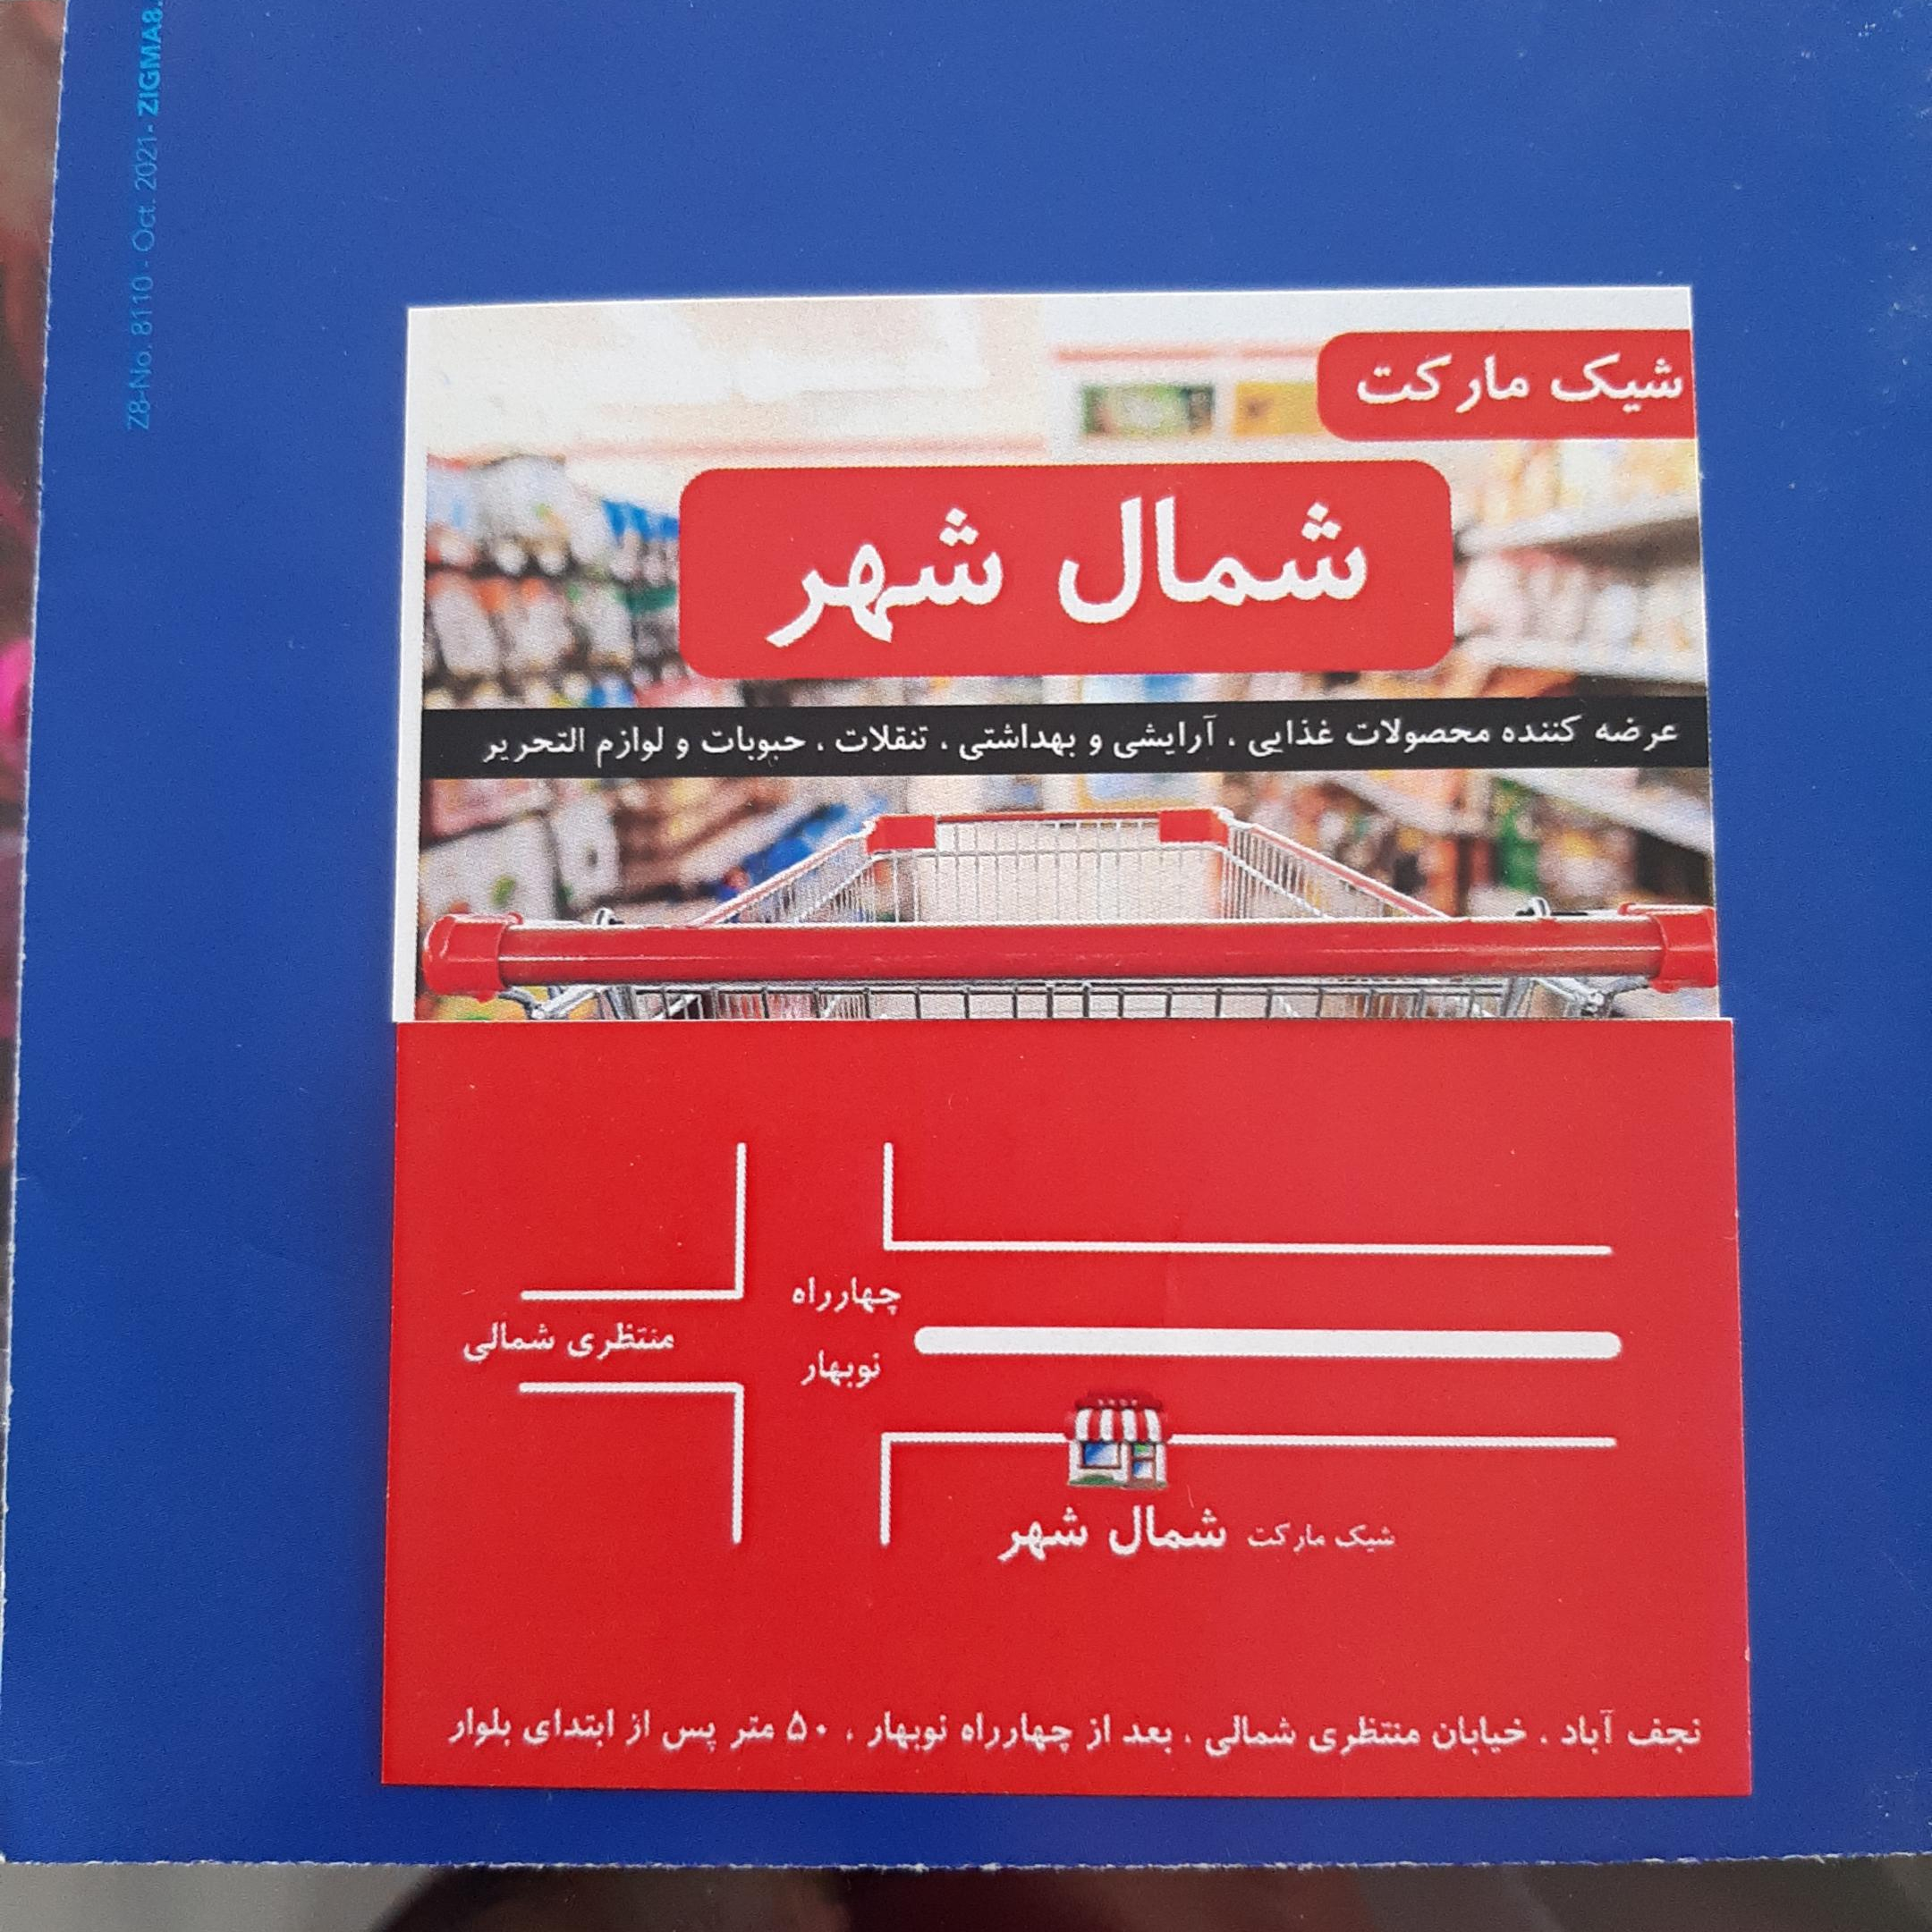 Z8-No. 8110 - Oct. 2021- ZIGMA8.
شیک مارکت
شمال شهر
عرضه کننده محصولات غذایی ، آرایشی و بهداشتی ، تنقلات ، حبوبات و لوازم التحریر
چهارراه
منتظری شمالی
نوبهار
شیک مارکت شمال شهر
نجف آباد ، خیابان منتظری شمالی ، بعد از چهارراه نوبهار ، ۵۰ متر پس از ابتدای بلوار